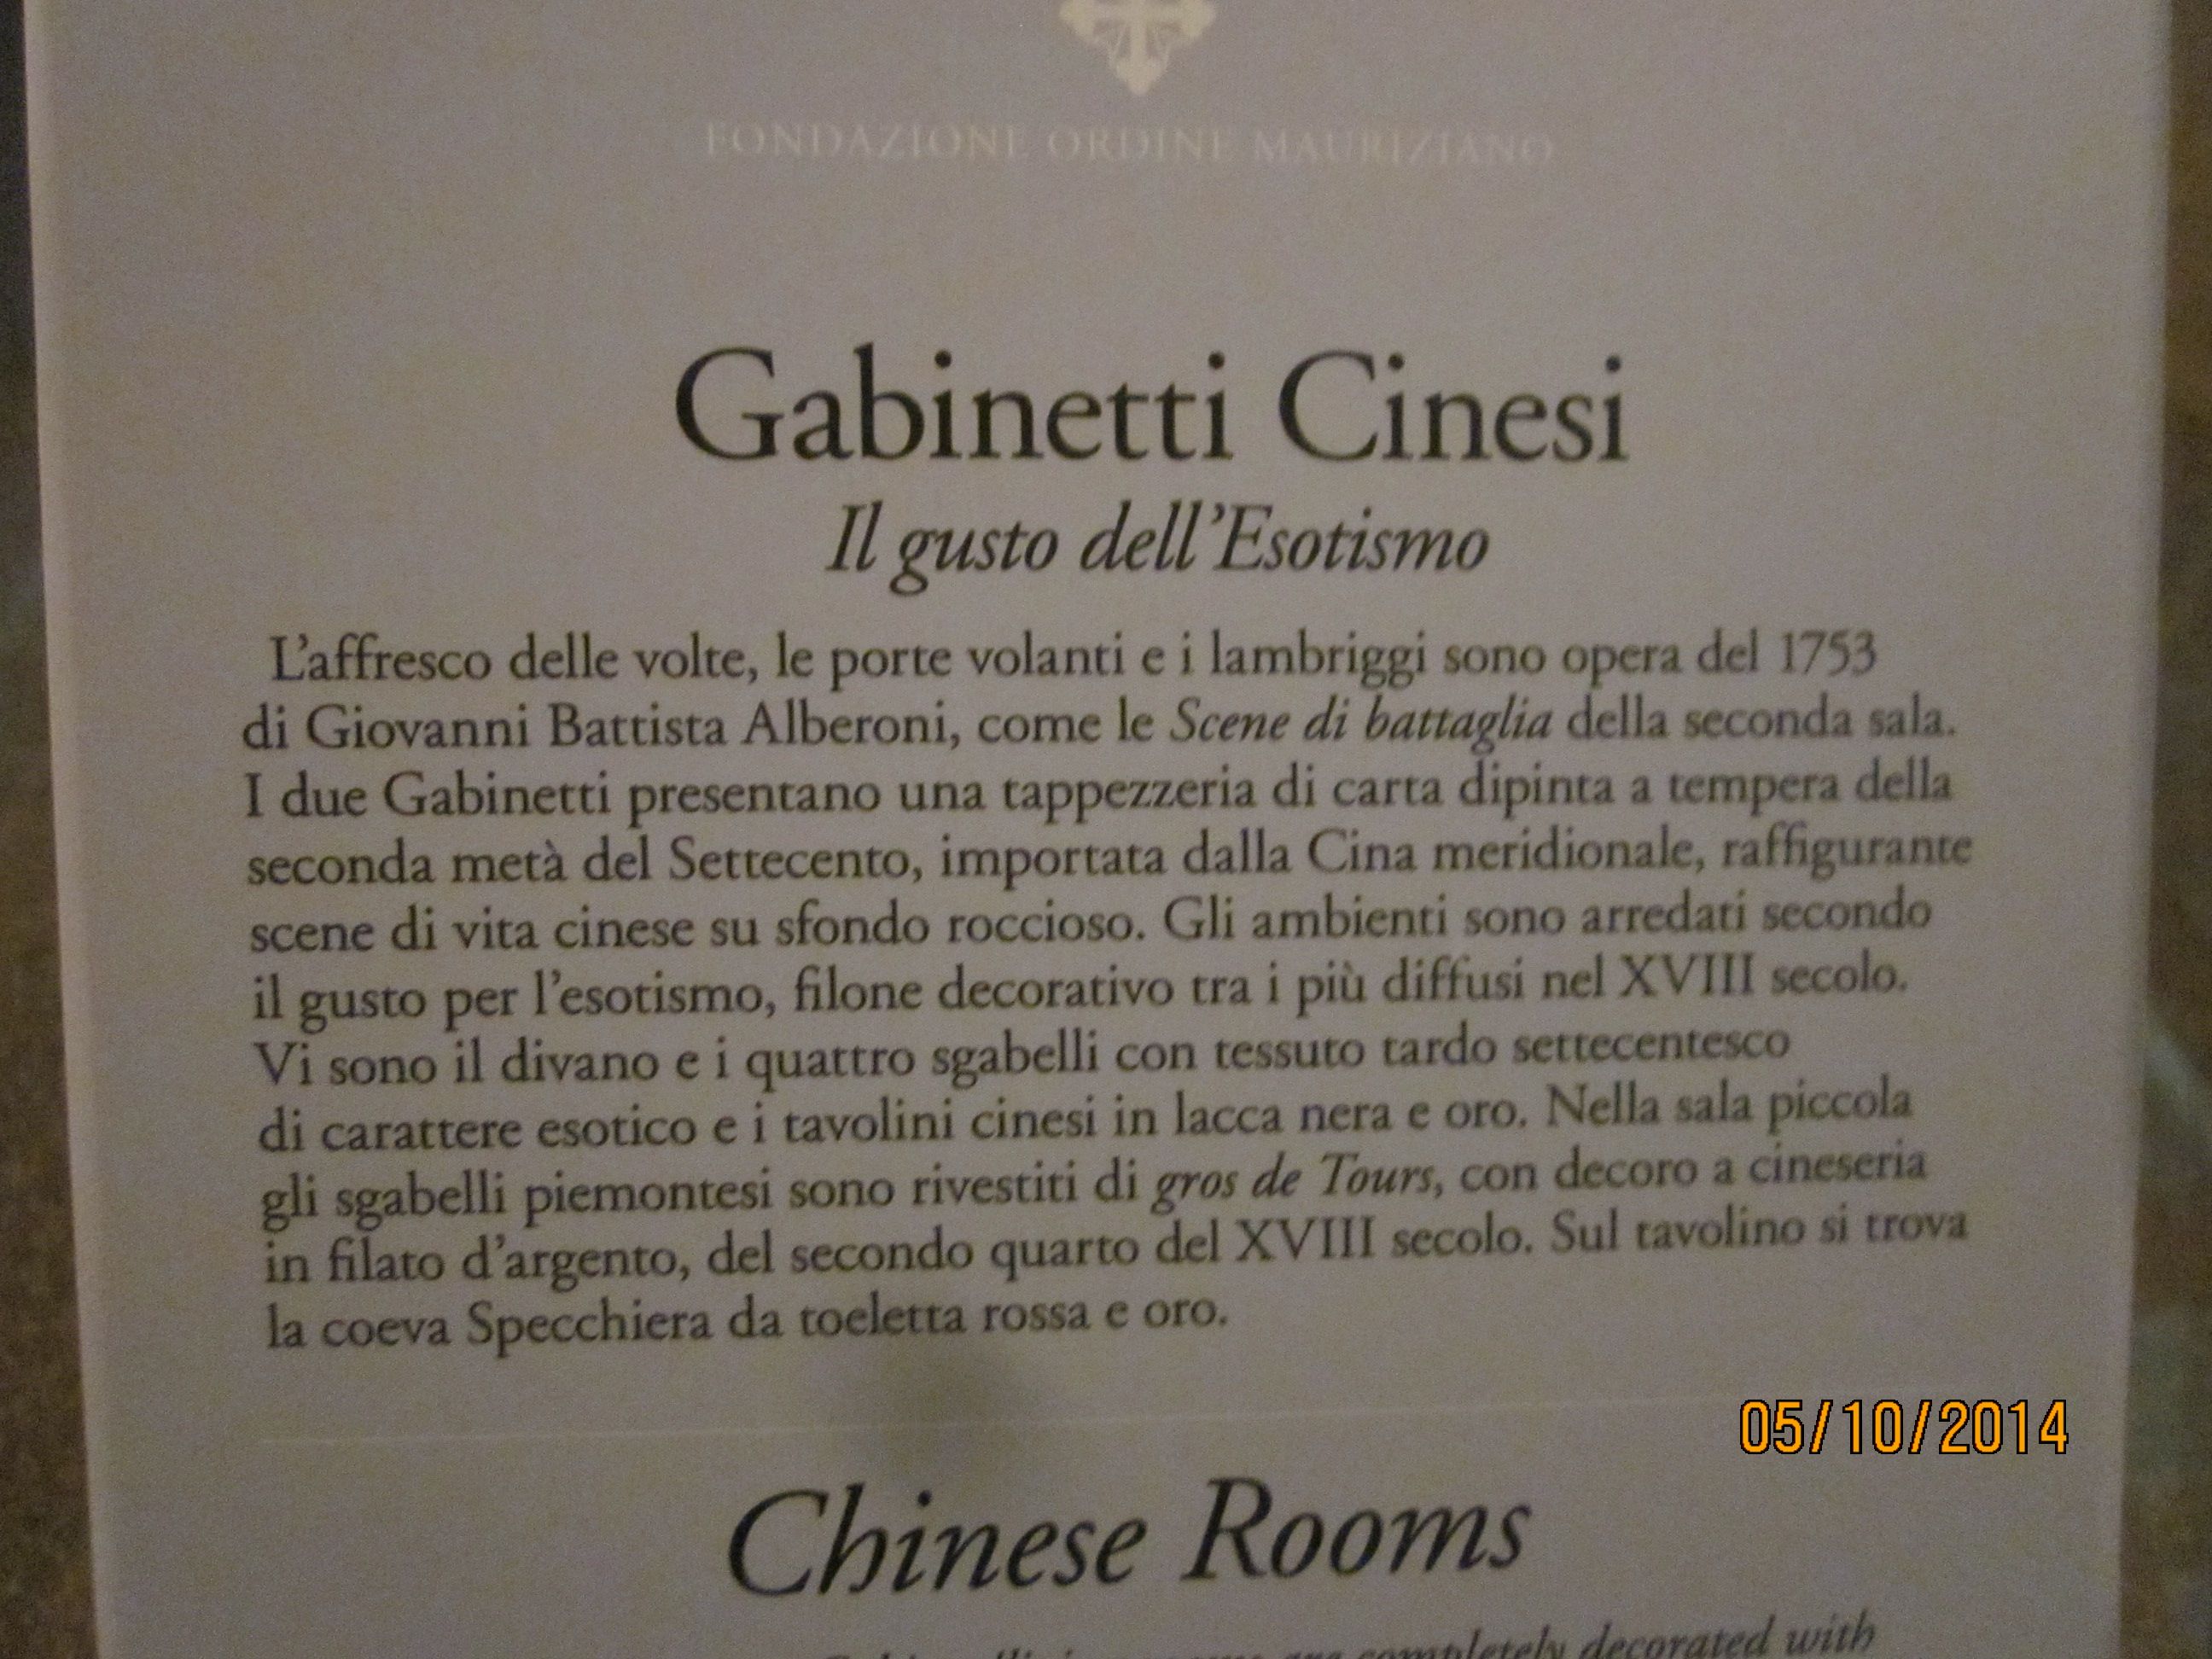 FONDAZIONE ORDINE MAURIZIANO
Gabinetti Cinesi
Il gusto dell'Esotismo
L'affresco delle volte, le porte volanti e i lambriggi sono opera del 1753
di Giovanni Battista Alberoni, come le Scene di battaglia della seconda sala.
I due Gabinetti presentano una tappezzeria di carta dipinta a tempera della
seconda metà del Settecento, importata dalla Cina meridionale, raffigurante
scene di vita cinese su sfondo roccioso. Gli ambienti sono arredati secondo
il gusto per l'esotismo, filone decorativo tra i più diffusi nel XVIII secolo.
Vi sono il divano e i quattro sgabelli con tessuto tardo settecentesco
di carattere esotico e i tavolini cinesi in lacca nera e oro. Nella sala piccola
gli sgabelli piemontesi sono rivestiti di gros de Tours, con decoro a cineseria
in filato d'argento, del secondo quarto del XVIII secolo. Sul tavolino si trova
la coeva Specchiera da toeletta rossa e oro.
05/10/2014
Chinese Rooms
are completely decorated with